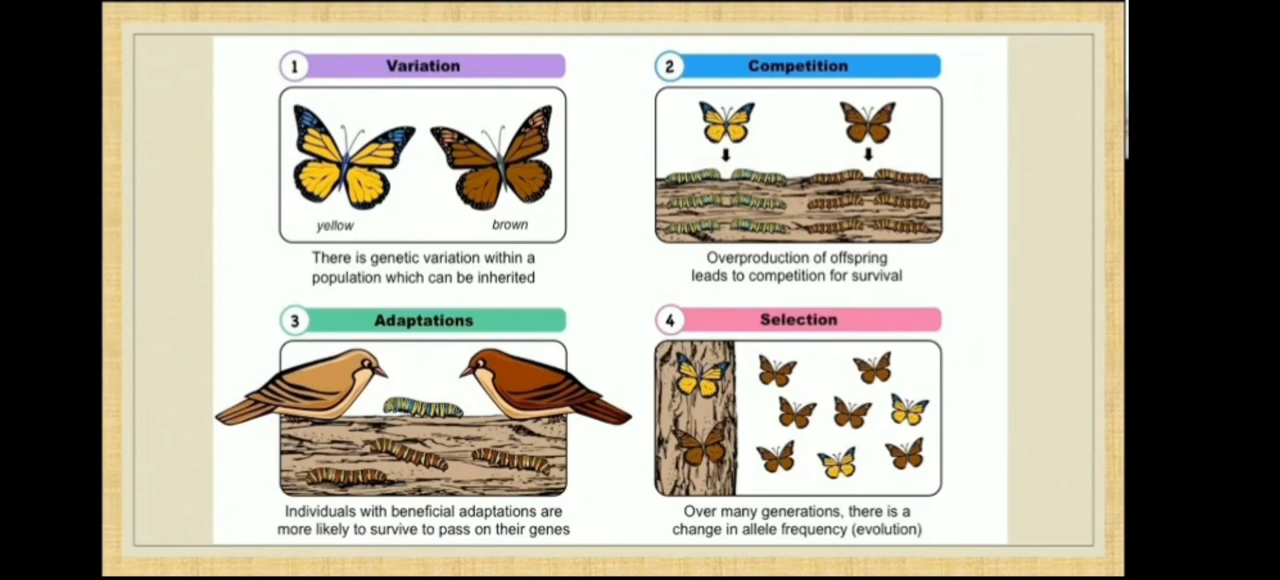 1 Variation
yellow
brown
There is genetic variation within a
population which can be inherited
2 Competition
Overproduction of offspring
leads to competition for survival
3 Adaptations
Individuals with beneficial adaptations are
more likely to survive to pass on their genes
4 Selection
Over many generations, there is a
change in allele frequency (evolution)